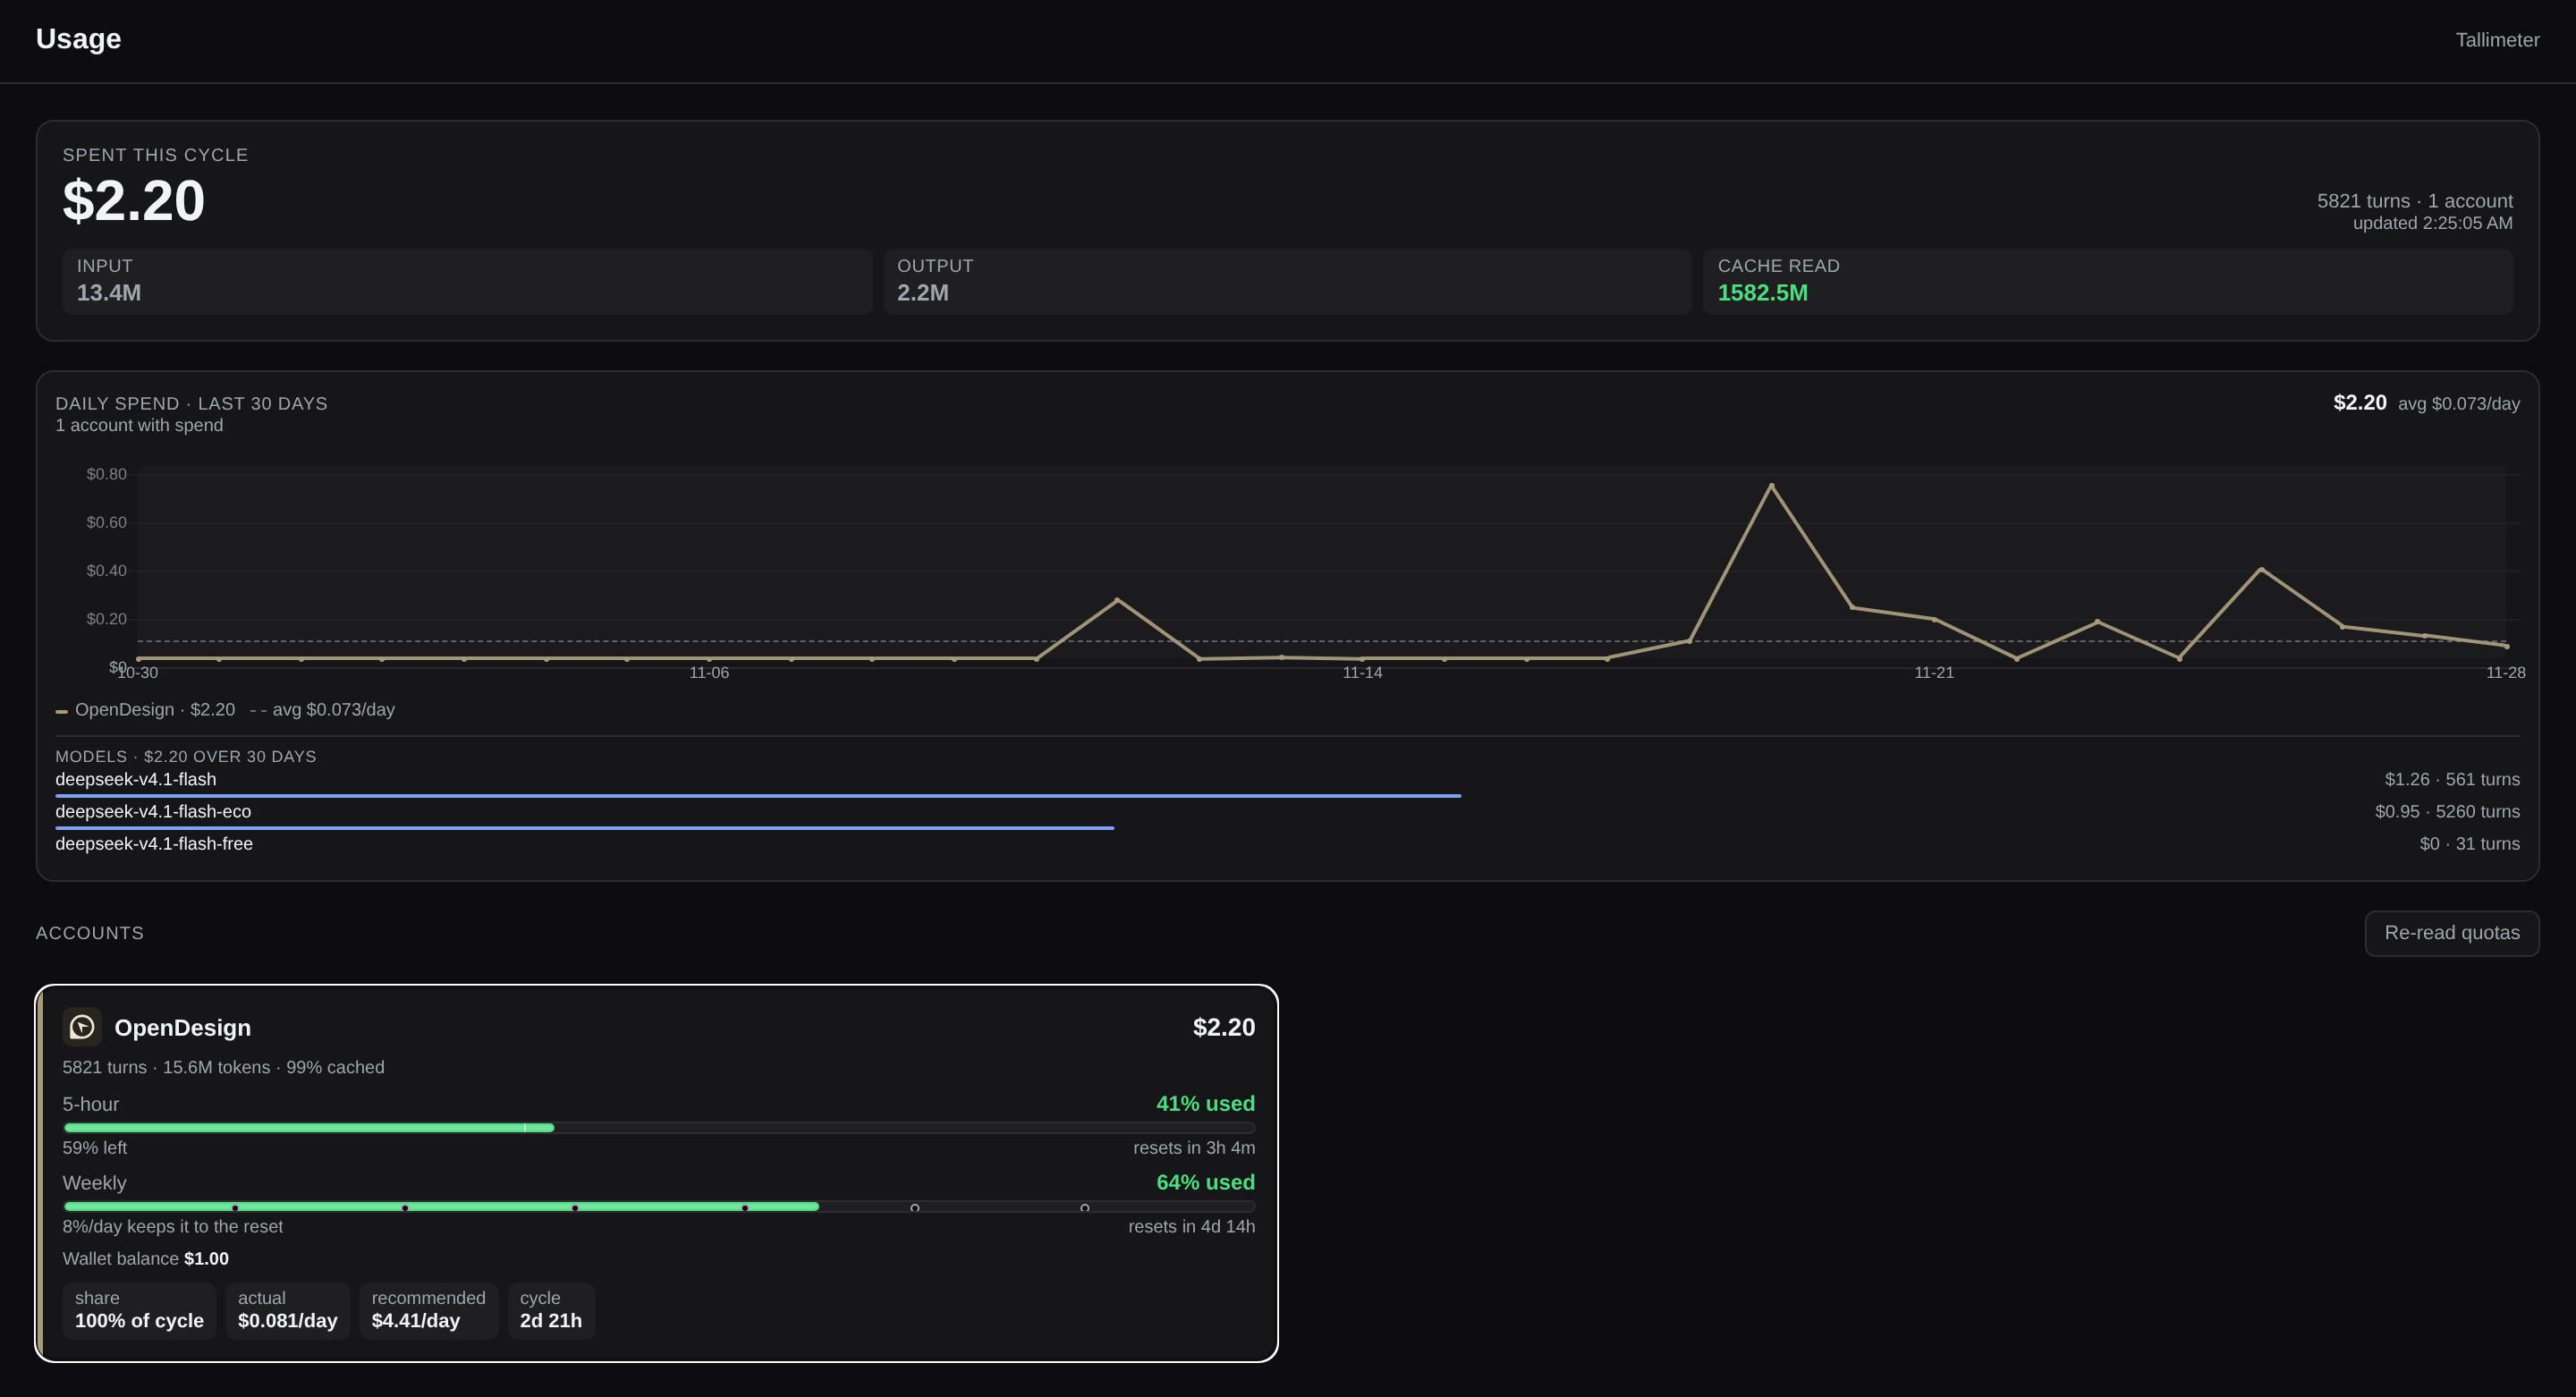 Usage
Tallimeter
SPENT THIS CYCLE
$2.20
5821 turns · 1 account
updated 2:25:05 AM
INPUT
13.4M
OUTPUT
2.2M
CACHE READ
1582.5M
DAILY SPEND · LAST 30 DAYS
$2.20 avg $0.073/day
1 account with spend
$0.80
$0.60
$0.40
$0.20
$0
10-30
11-06
11-14
11-21
11-28
OpenDesign · $2.20
avg $0.073/day
MODELS · $2.20 OVER 30 DAYS
deepseek-v4.1-flash
$1.26 · 561 turns
deepseek-v4.1-flash-eco
$0.95 · 5260 turns
deepseek-v4.1-flash-free
$0 · 31 turns
ACCOUNTS
Re-read quotas
OpenDesign
$2.20
5821 turns · 15.6M tokens · 99% cached
5-hour
41% used
59% left
resets in 3h 4m
Weekly
64% used
8%/day keeps it to the reset
resets in 4d 14h
Wallet balance $1.00
share
100% of cycle
actual
$0.081/day
recommended
$4.41/day
cycle
2d 21h